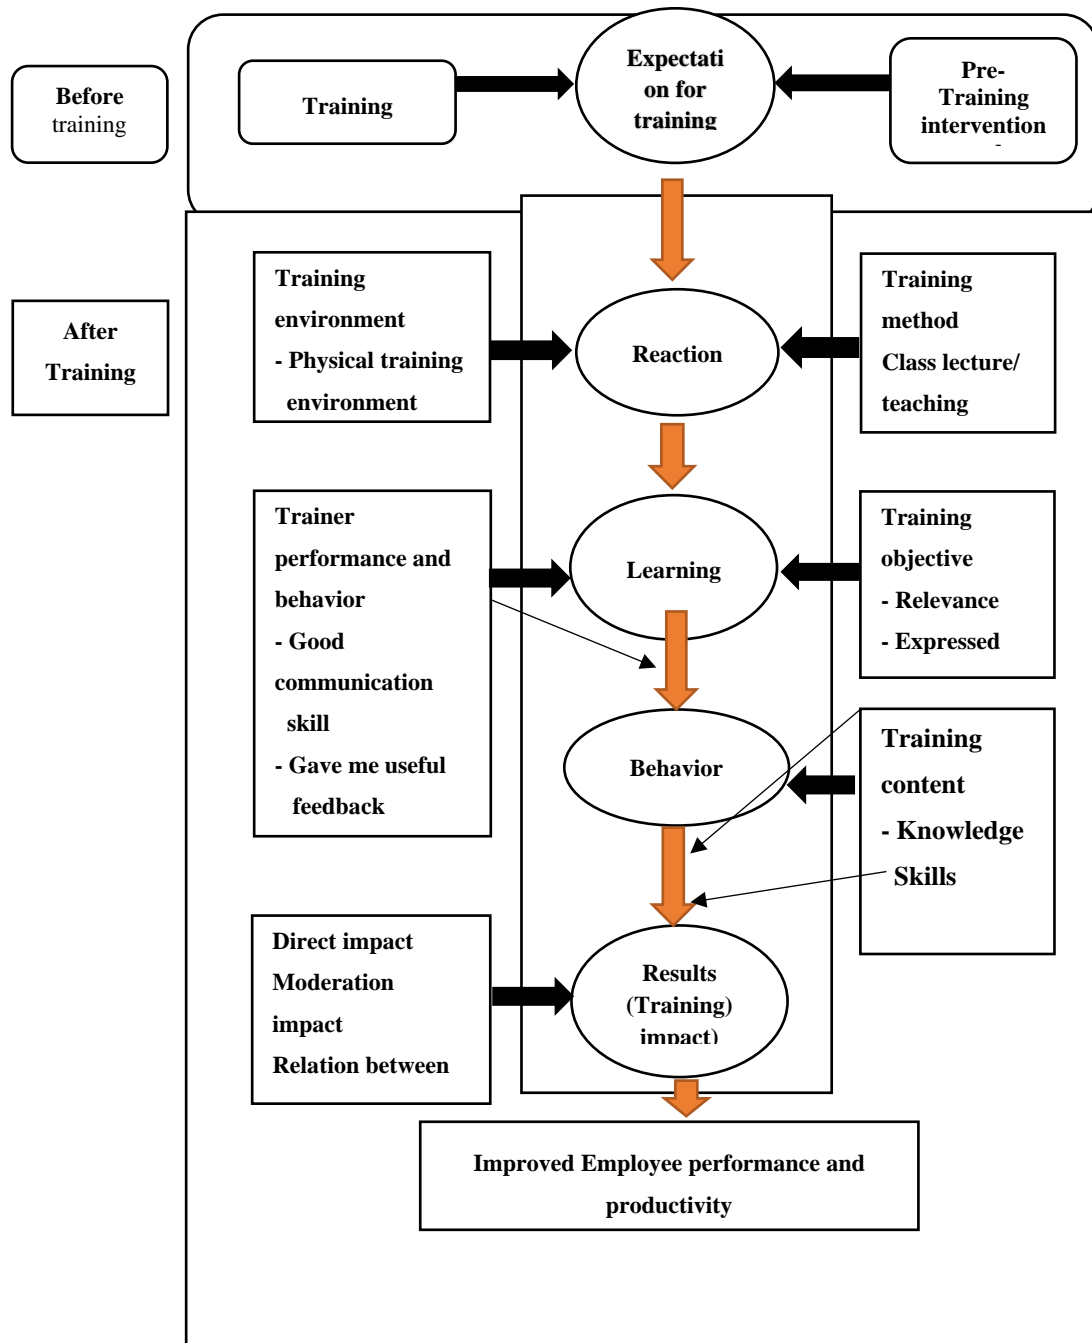 Before
training
Training
Expectati
on for
training
Pre-
Training
intervention
After
Training
Training
environment
- Physical training
environment
Reaction
Training
method
Class lecture/
teaching
Trainer
performance and
behavior
- Good
communication
skill
- Gave me useful
feedback
Learning
Training
objective
- Relevance
- Expressed
Behavior
Training
content
- Knowledge
Skills
Direct impact
Moderation
impact
Relation between
Results
(Training)
impact)
Improved Employee performance and
productivity